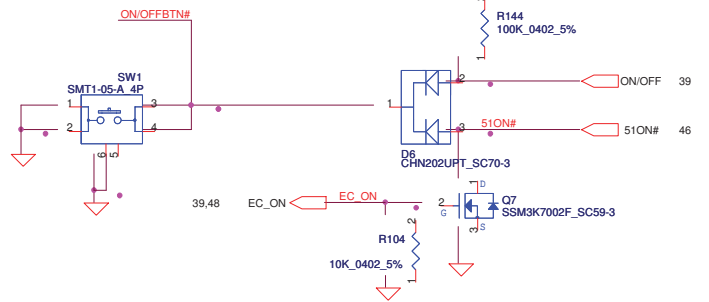 ON/OFFBTN#
R144
100K_0402_5%
1
SW1
SMT1-05-A_4P
1
3
2
4
6
5
1
2
ON/OFF 39
3
51ON#
51ON# 46
D6
CHN202UPT_SC70-3
39,48 EC_ON
EC_ON
2
G
1
D
Q7
SSM3K7002F_SC59-3
3
S
2
R104
10K_0402_5%
1